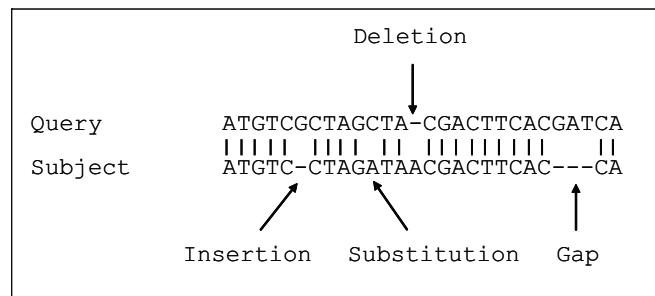 Deletion
Query ATGTCGCTAGCTA-CGACTTCACGATCA
Subject ATGTC-CTAGATAACGACTTCAC---CA
Insertion Substitution Gap